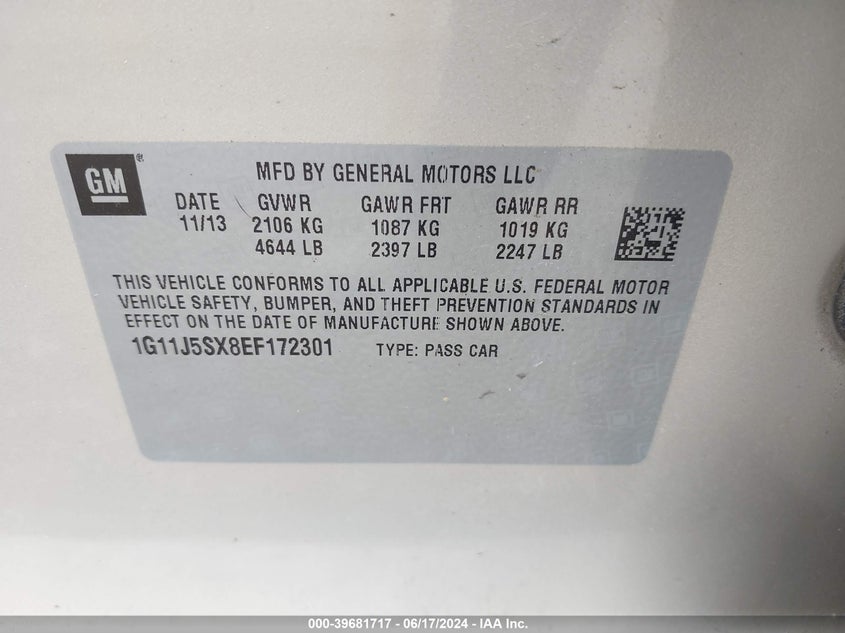 GM®
MFD BY GENERAL MOTORS LLC
DATE GVWR GAWR FRT GAWR RR
11/13 2106 KG 1087 KG 1019 KG
4644 LB 2397 LB 2247 LB
THIS VEHICLE CONFORMS TO ALL APPLICABLE U.S. FEDERAL MOTOR
VEHICLE SAFETY, BUMPER, AND THEFT PREVENTION STANDARDS IN
EFFECT ON THE DATE OF MANUFACTURE SHOWN ABOVE.
1G11J5SX8EF172301 TYPE: PASS CAR
000-39681717 - 06/17/2024 - IAA Inc.